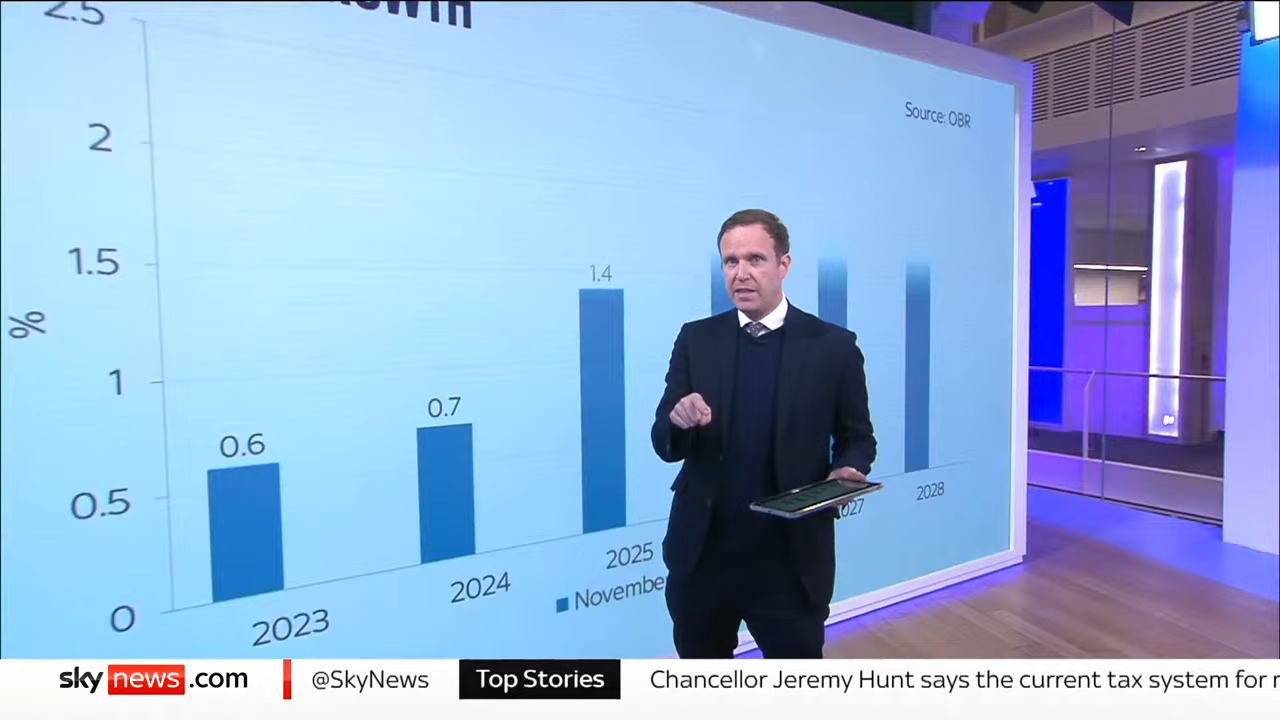 2.5
2
1.5
1
0.5
0
%
Source: OBR
0.6
0.7
1.4
2023
2024
2025
2028
November
sky news.com
@SkyNews
Top Stories
Chancellor Jeremy Hunt says the current tax system for